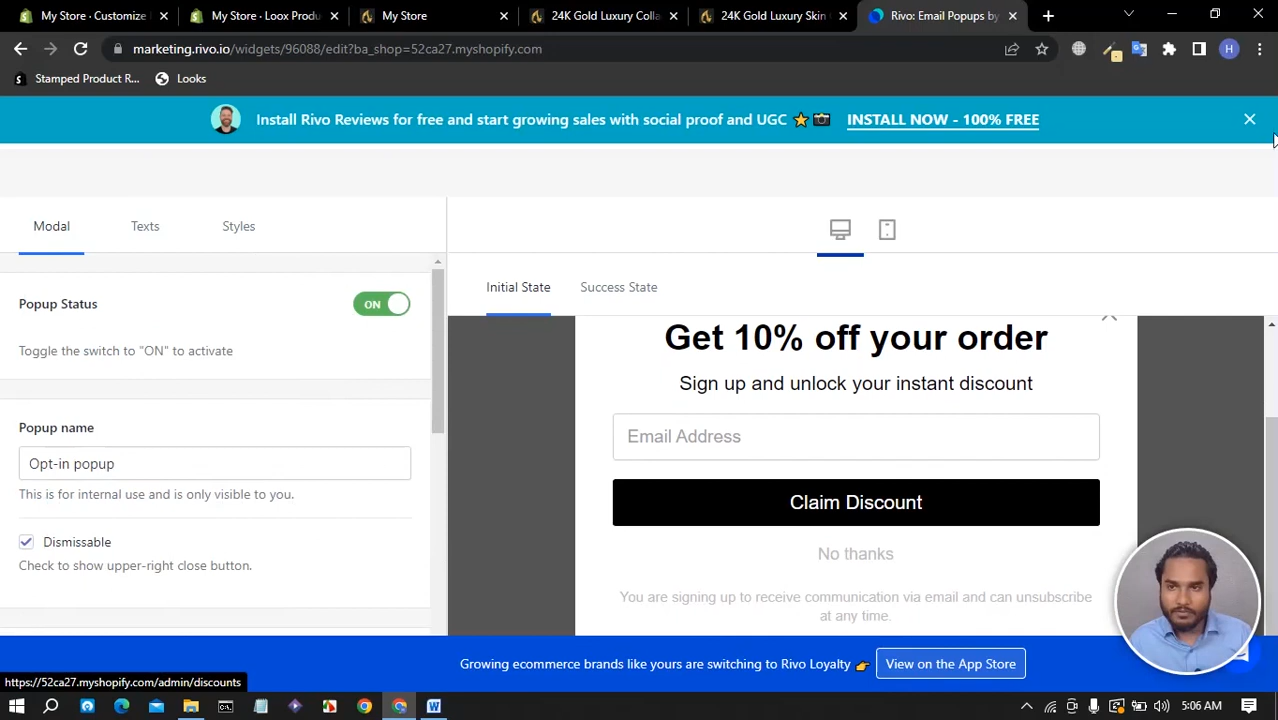 My Store · Customize
My Store · Loox Produ
My Store
24K Gold Luxury Colla
24K Gold Luxury Skin
Rivo: Email Popups by
marketing.rivo.io/widgets/96088/edit?ba_shop=52ca27.myshopify.com
H
Stamped Product R...
Looks
Install Rivo Reviews for free and start growing sales with social proof and UGC ⭐📷 INSTALL NOW - 100% FREE
Modal
Texts
Styles
Popup Status
ON
Toggle the switch to "ON" to activate
Popup name
Opt-in popup
This is for internal use and is only visible to you.
Dismissable
Check to show upper-right close button.
Initial State
Success State
Get 10% off your order
Sign up and unlock your instant discount
Email Address
Claim Discount
No thanks
You are signing up to receive communication via email and can unsubscribe
at any time.
Growing ecommerce brands like yours are switching to Rivo Loyalty 👉
View on the App Store
https://52ca27.myshopify.com/admin/discounts
5:06 AM